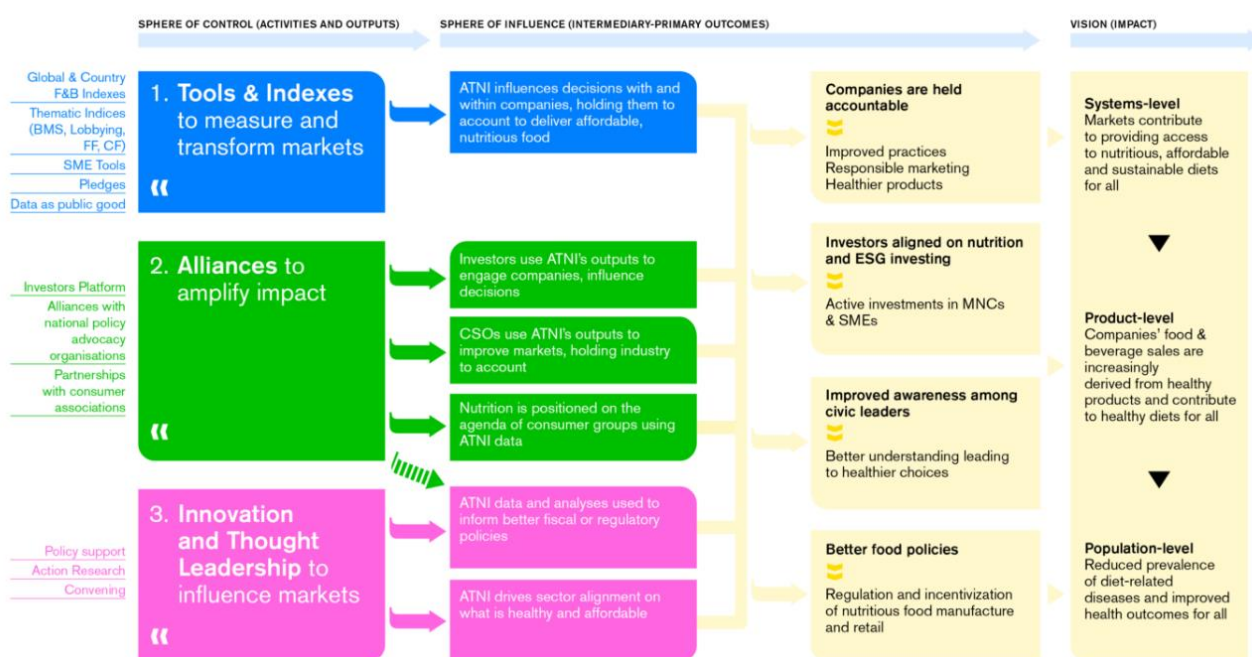 SPHERE OF CONTROL (ACTIVITIES AND OUTPUTS)
SPHERE OF INFLUENCE (INTERMEDIARY-PRIMARY OUTCOMES)
VISION (IMPACT)
Global & Country
F&B Indexes
Thematic Indices
(BMS, Lobbying,
FF, CF)
SME Tools
Pledges
Data as public good
1. Tools & Indexes
to measure and
transform markets
ATNI influences decisions with and
within companies, holding them to
account to deliver affordable,
nutritious food
Investors Platform
Alliances with
national policy
advocacy
organisations
Partnerships
with consumer
associations
2. Alliances to
amplify impact
Investors use ATNI's outputs to
engage companies, influence
decisions
CSOs use ATNI's outputs to
improve markets, holding industry
to account
Nutrition is positioned on the
agenda of consumer groups using
ATNI data
Policy support
Action Research
Convening
3. Innovation
and Thought
Leadership to
influence markets
ATNI data and analyses used to
inform better fiscal or regulatory
policies
ATNI drives sector alignment on
what is healthy and affordable
Companies are held
accountable
Improved practices
Responsible marketing
Healthier products
Investors aligned on nutrition
and ESG investing
Active investments in MNCs
& SMEs
Improved awareness among
civic leaders
Better understanding leading
to healthier choices
Better food policies
Regulation and incentivization
of nutritious food manufacture
and retail
Systems-level
Markets contribute
to providing access
to nutritious, affordable
and sustainable diets
for all
Product-level
Companies' food &
beverage sales are
increasingly
derived from healthy
products and contribute
to healthy diets for all
Population-level
Reduced prevalence
of diet-related
diseases and improved
health outcomes for all